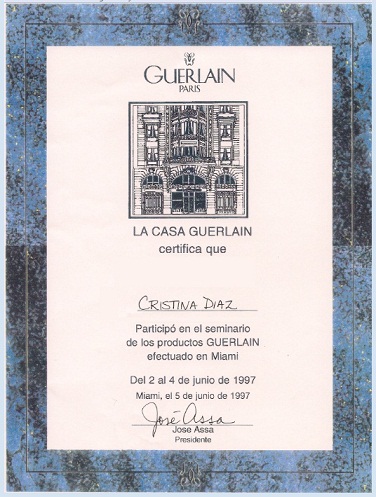 GUERLAIN
PARIS
LA CASA GUERLAIN
certifica que
CRISTINA DIAZ
Participó en el seminario
de los productos GUERLAIN
efectuado en Miami
Del 2 al 4 de junio de 1997
Miami, el 5 de junio de 1997
José Assa
Jose Assa
Presidente